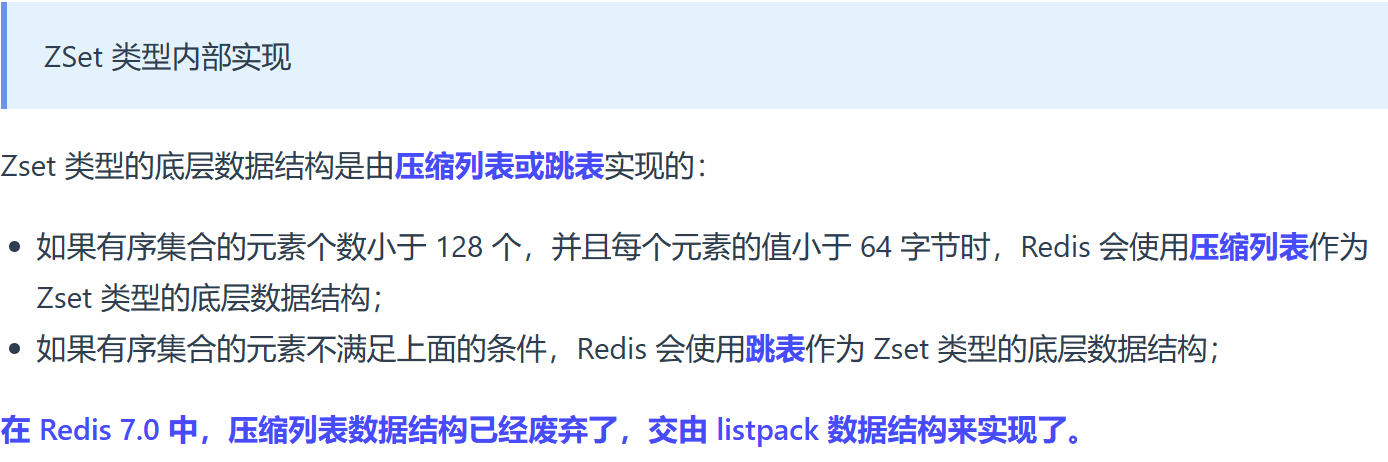 ZSet 类型内部实现
Zset 类型的底层数据结构是由压缩列表或跳表实现的：
如果有序集合的元素个数小于 128 个，并且每个元素的值小于 64 字节时，Redis 会使用压缩列表作为
Zset 类型的底层数据结构；
如果有序集合的元素不满足上面的条件，Redis 会使用跳表作为 Zset 类型的底层数据结构；
在 Redis 7.0 中，压缩列表数据结构已经废弃了，交由 listpack 数据结构来实现了。